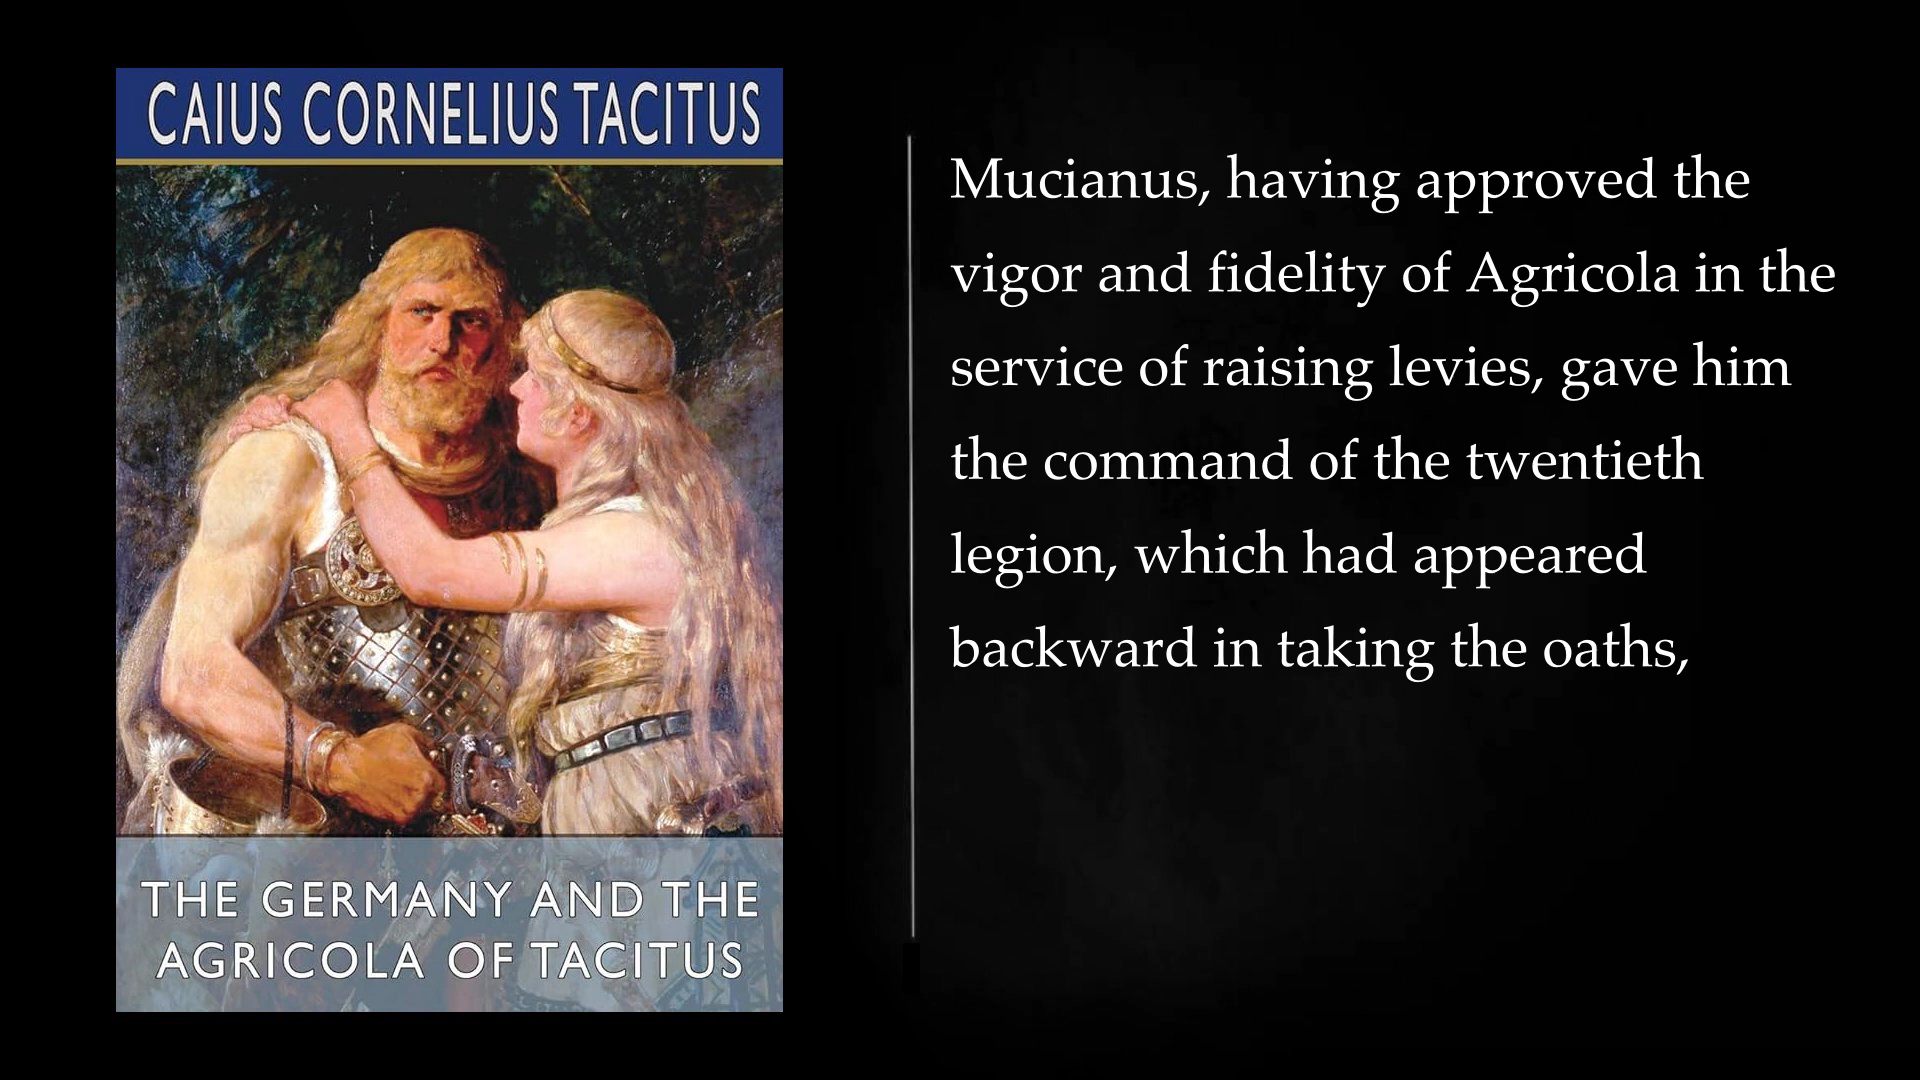 CAIUS CORNELIUS TACITUS
THE GERMANY AND THE
AGRICOLA OF TACITUS
Mucianus, having approved the
vigor and fidelity of Agricola in the
service of raising levies, gave him
the command of the twentieth
legion, which had appeared
backward in taking the oaths,